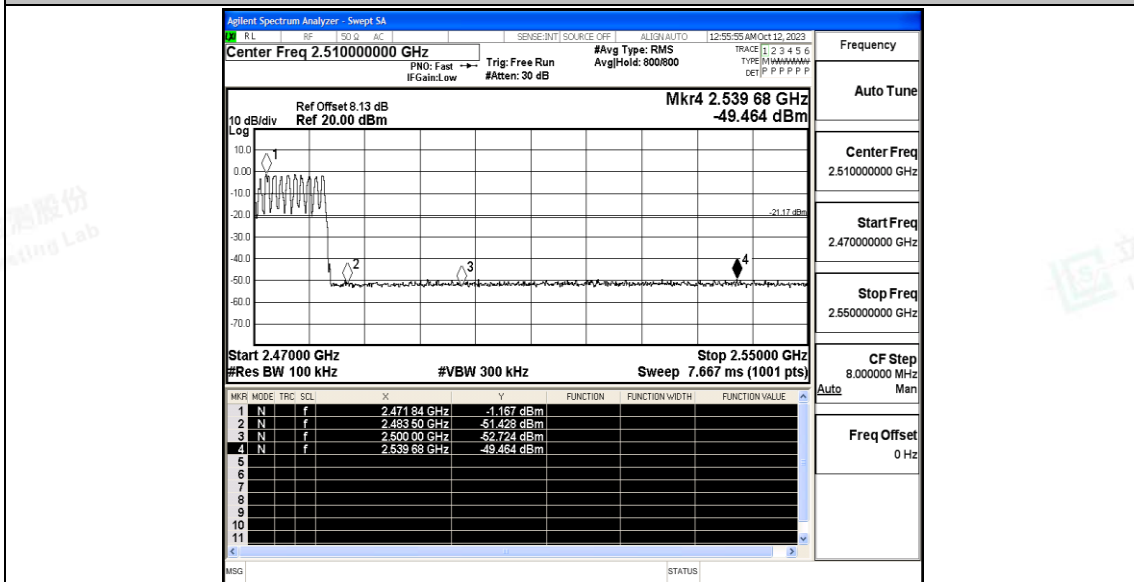 Agilent Spectrum Analyzer - Swept SA
RL RF 50 Ω AC SENSE:INT SOURCE OFF ALIGN AUTO 12:55:55 AM Oct 12, 2023
Center Freq 2.510000000 GHz
PNO: Fast
IFGain:Low
Trig: Free Run
#Atten: 30 dB
#Avg Type: RMS
Avg|Hold: 800/800
TRACE 1 2 3 4 5 6
TYPE M W W W W W
DET P P P P P P
Ref Offset 8.13 dB
Ref 20.00 dBm
10 dB/div
Log
Mkr4 2.539 68 GHz
-49.464 dBm
10.0
0.00
-10.0
-20.0
-30.0
-40.0
-50.0
-60.0
-70.0
1
2
3
4
-21.17 dBm
Start 2.47000 GHz Stop 2.55000 GHz
#Res BW 100 kHz #VBW 300 kHz Sweep 7.667 ms (1001 pts)
MKR MODE TRC SCL X Y FUNCTION FUNCTION WIDTH FUNCTION VALUE
1 N f 2.471 84 GHz -1.167 dBm
2 N f 2.483 50 GHz -51.428 dBm
3 N f 2.500 00 GHz -52.724 dBm
4 N f 2.539 68 GHz -49.464 dBm
5
6
7
8
9
10
11
MSG STATUS
Frequency
Auto Tune
Center Freq
2.510000000 GHz
Start Freq
2.470000000 GHz
Stop Freq
2.550000000 GHz
CF Step
8.000000 MHz
Auto Man
Freq Offset
0 Hz
股份
Lab
立